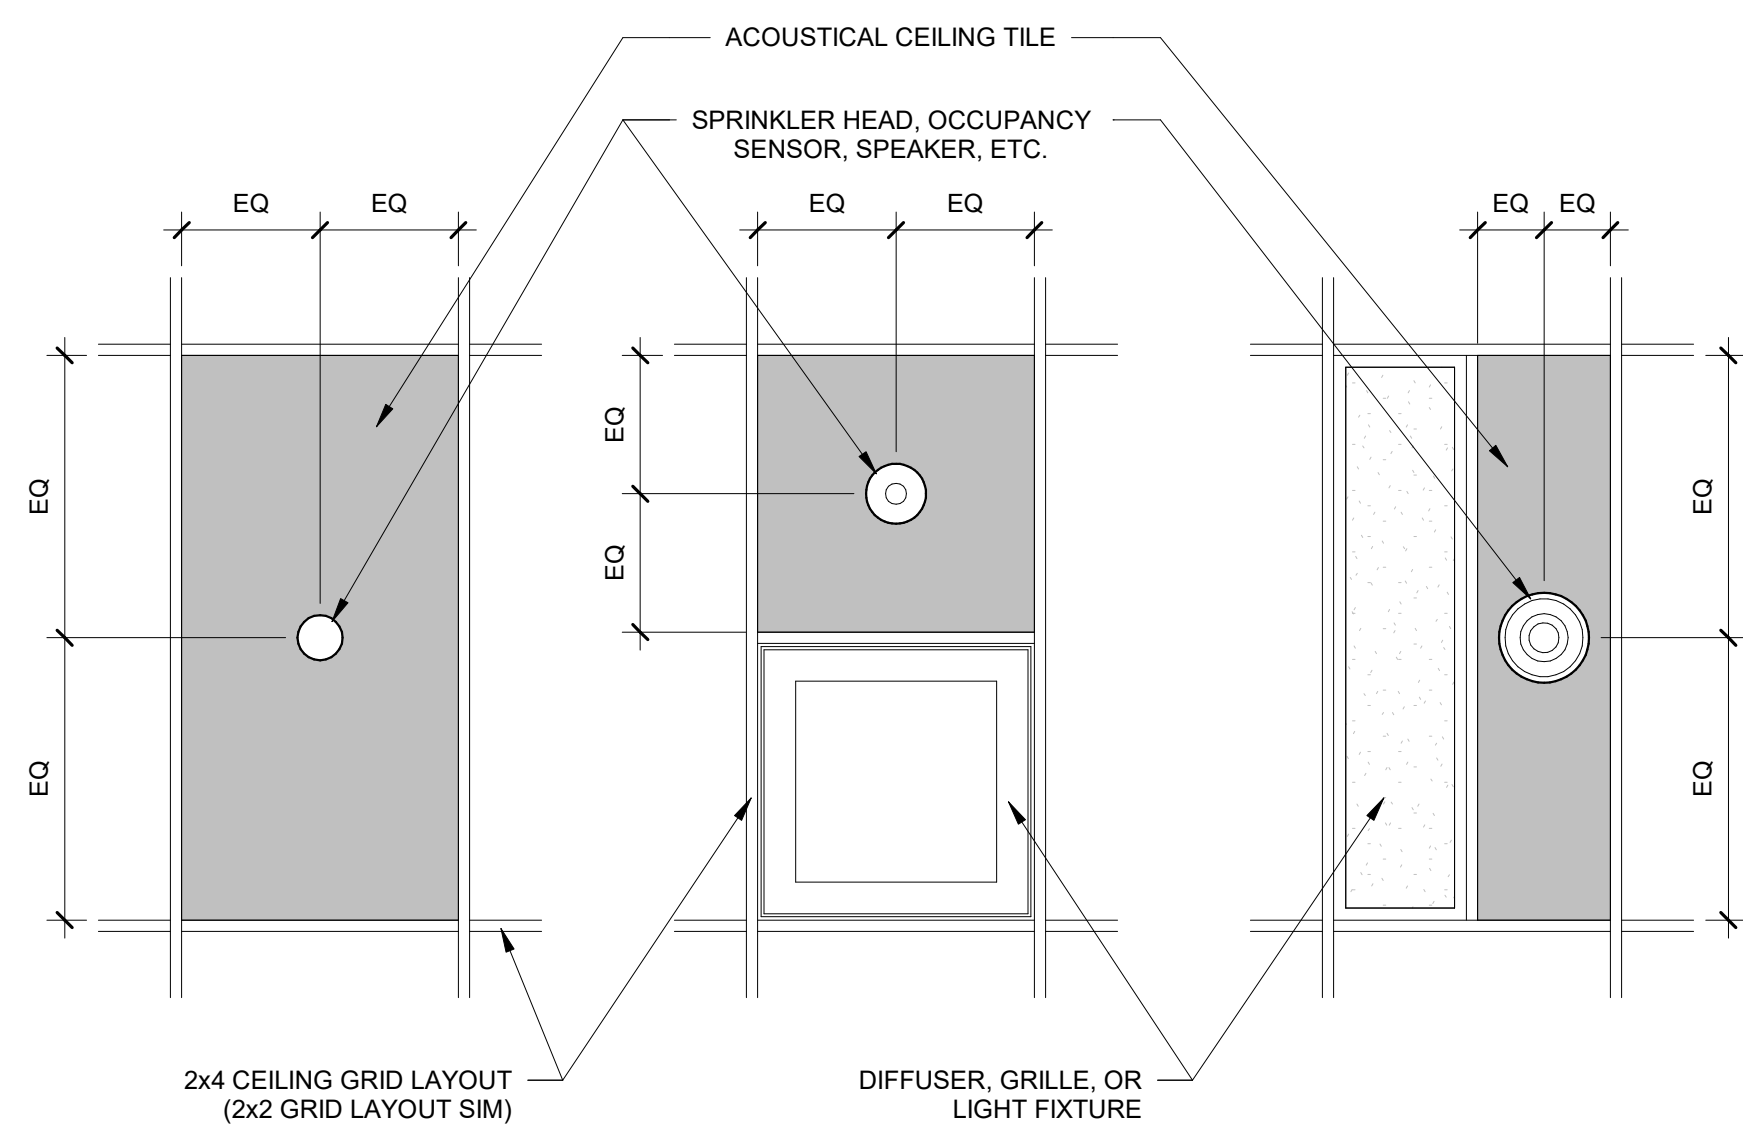 ACOUSTICAL CEILING TILE
SPRINKLER HEAD, OCCUPANCY
SENSOR, SPEAKER, ETC.
EQ EQ
EQ EQ
EQ EQ
EQ
EQ
EQ
EQ
EQ
EQ
2x4 CEILING GRID LAYOUT
(2x2 GRID LAYOUT SIM)
DIFFUSER, GRILLE, OR
LIGHT FIXTURE